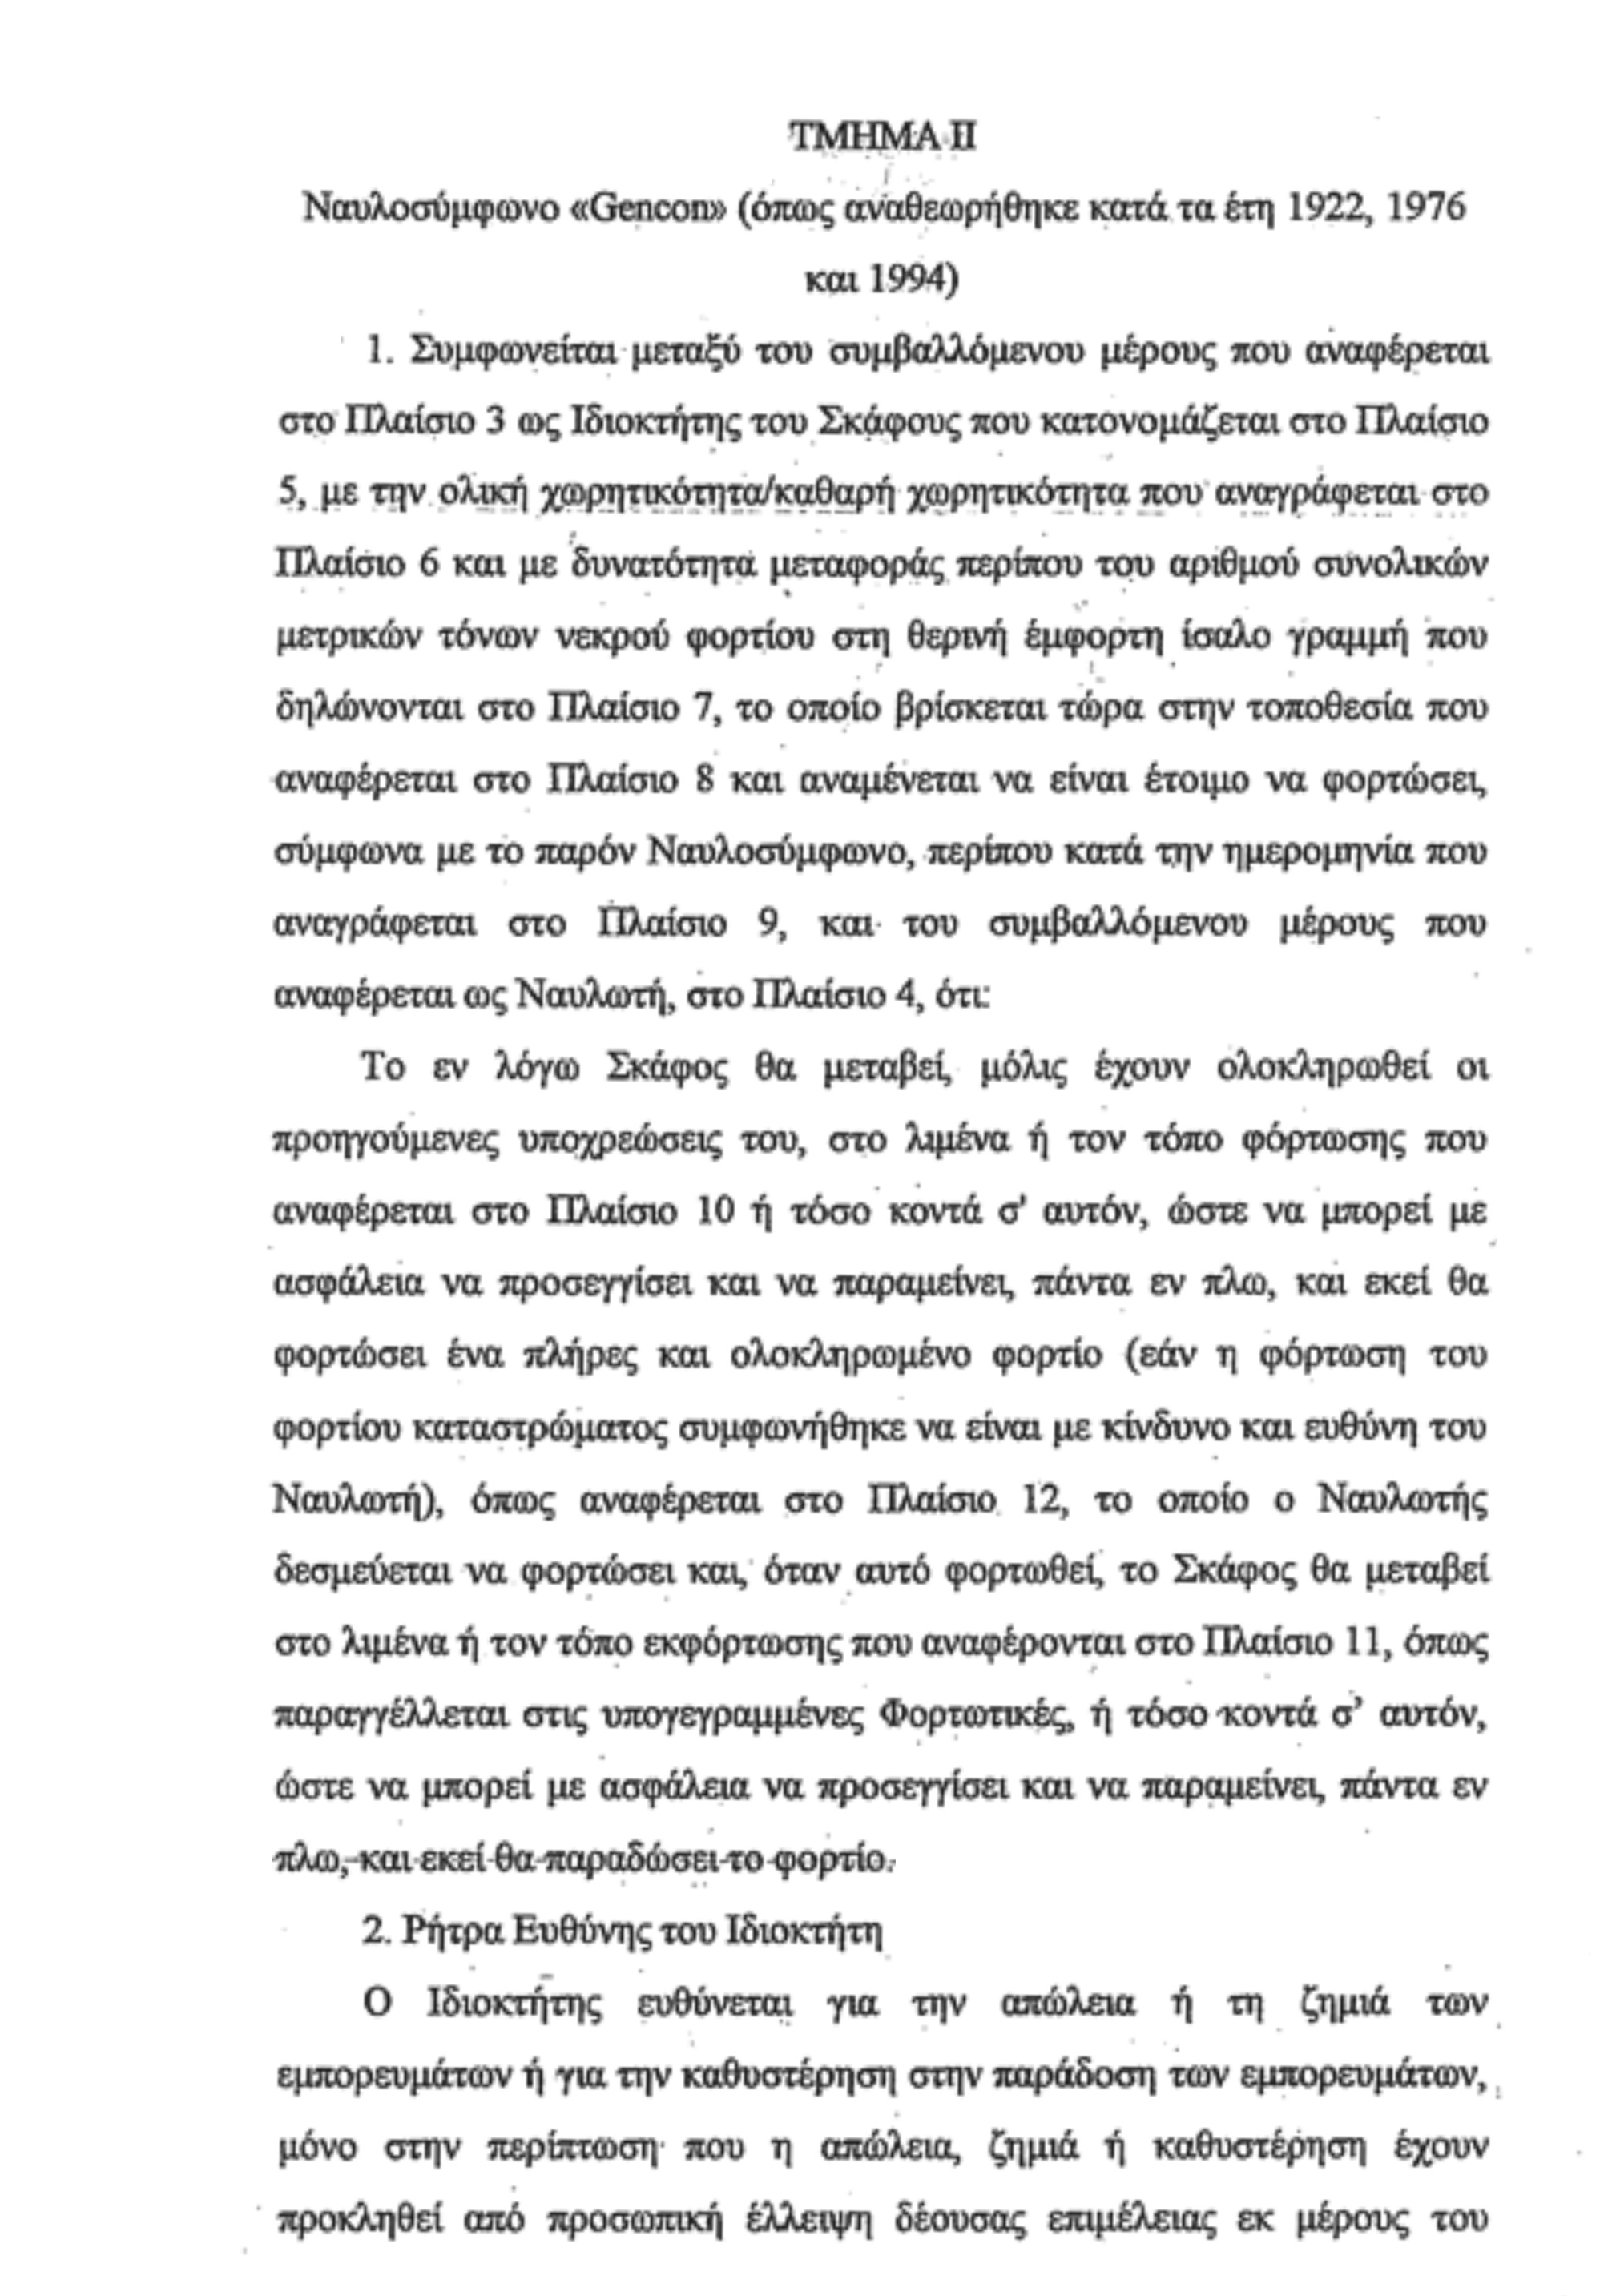 ΤΜΗΜΑ ΙΙ
Ναυλοσύμφωνο «Gencon» (όπως αναθεωρήθηκε κατά τα έτη 1922, 1976
και 1994)
1. Συμφωνείται μεταξύ του συμβαλλόμενου μέρους που αναφέρεται
στο Πλαίσιο 3 ως Ιδιοκτήτης του Σκάφους που κατονομάζεται στο Πλαίσιο
5, με την ολική χωρητικότητα/καθαρή χωρητικότητα που αναγράφεται στο
Πλαίσιο 6 και με δυνατότητα μεταφοράς περίπου του αριθμού συνολικών
μετρικών τόνων νεκρού φορτίου στη θερινή έμφορτη ίσαλο γραμμή που
δηλώνονται στο Πλαίσιο 7, το οποίο βρίσκεται τώρα στην τοποθεσία που
αναφέρεται στο Πλαίσιο 8 και αναμένεται να είναι έτοιμο να φορτώσει,
σύμφωνα με το παρόν Ναυλοσύμφωνο, περίπου κατά την ημερομηνία που
αναγράφεται στο Πλαίσιο 9, και του συμβαλλόμενου μέρους που
αναφέρεται ως Ναυλωτή, στο Πλαίσιο 4, ότι:
Το εν λόγω Σκάφος θα μεταβεί, μόλις έχουν ολοκληρωθεί οι
προηγούμενες υποχρεώσεις του, στο λιμένα ή τον τόπο φόρτωσης που
αναφέρεται στο Πλαίσιο 10 ή τόσο κοντά σ' αυτόν, ώστε να μπορεί με
ασφάλεια να προσεγγίσει και να παραμείνει, πάντα εν πλω, και εκεί θα
φορτώσει ένα πλήρες και ολοκληρωμένο φορτίο (εάν η φόρτωση του
φορτίου καταστρώματος συμφωνήθηκε να είναι με κίνδυνο και ευθύνη του
Ναυλωτή), όπως αναφέρεται στο Πλαίσιο 12, το οποίο ο Ναυλωτής
δεσμεύεται να φορτώσει και, όταν αυτό φορτωθεί, το Σκάφος θα μεταβεί
στο λιμένα ή τον τόπο εκφόρτωσης που αναφέρονται στο Πλαίσιο 11, όπως
παραγγέλλεται στις υπογεγραμμένες Φορτωτικές, ή τόσο κοντά σ' αυτόν,
ώστε να μπορεί με ασφάλεια να προσεγγίσει και να παραμείνει, πάντα εν
πλω, και εκεί θα παραδώσει το φορτίο.
2. Ρήτρα Ευθύνης του Ιδιοκτήτη
Ο Ιδιοκτήτης ευθύνεται για την απώλεια ή τη ζημιά των
εμπορευμάτων ή για την καθυστέρηση στην παράδοση των εμπορευμάτων,
μόνο στην περίπτωση που η απώλεια, ζημιά ή καθυστέρηση έχουν
προκληθεί από προσωπική έλλειψη δέουσας επιμέλειας εκ μέρους του